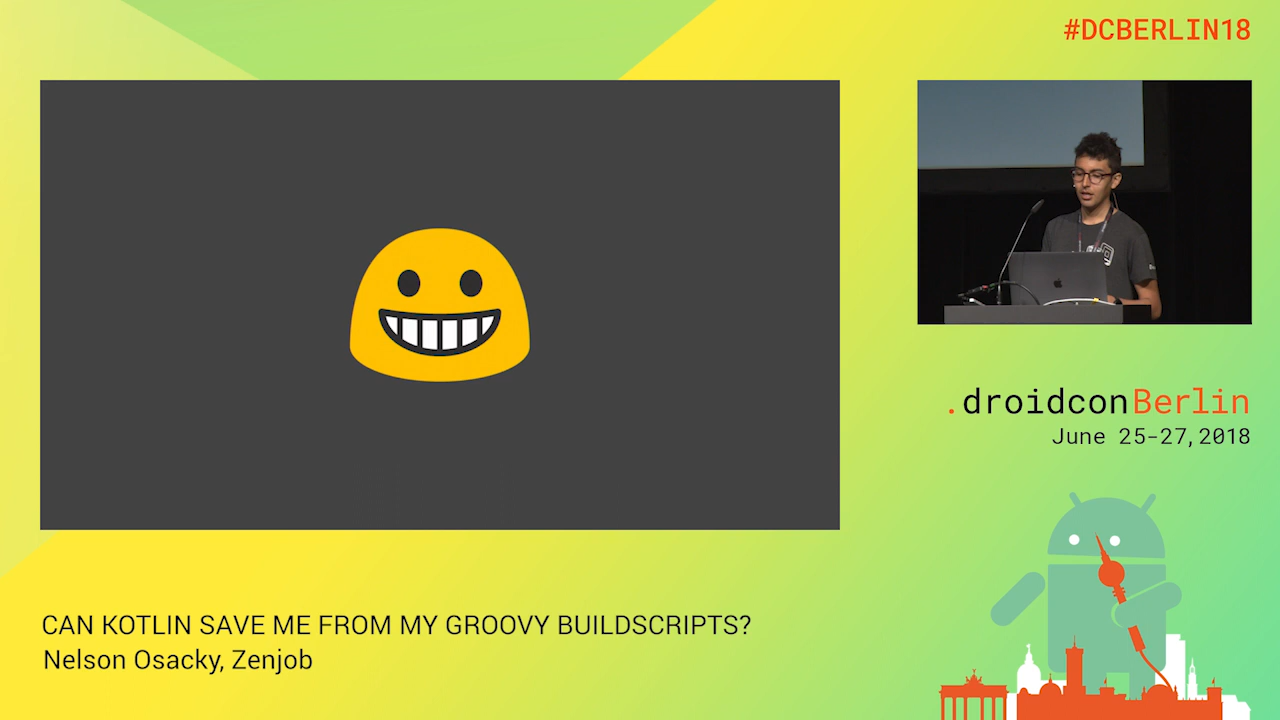 #DCBERLIN18
.droidconBerlin
June 25-27,2018
CAN KOTLIN SAVE ME FROM MY GROOVY BUILDSCRIPTS?
Nelson Osacky, Zenjob